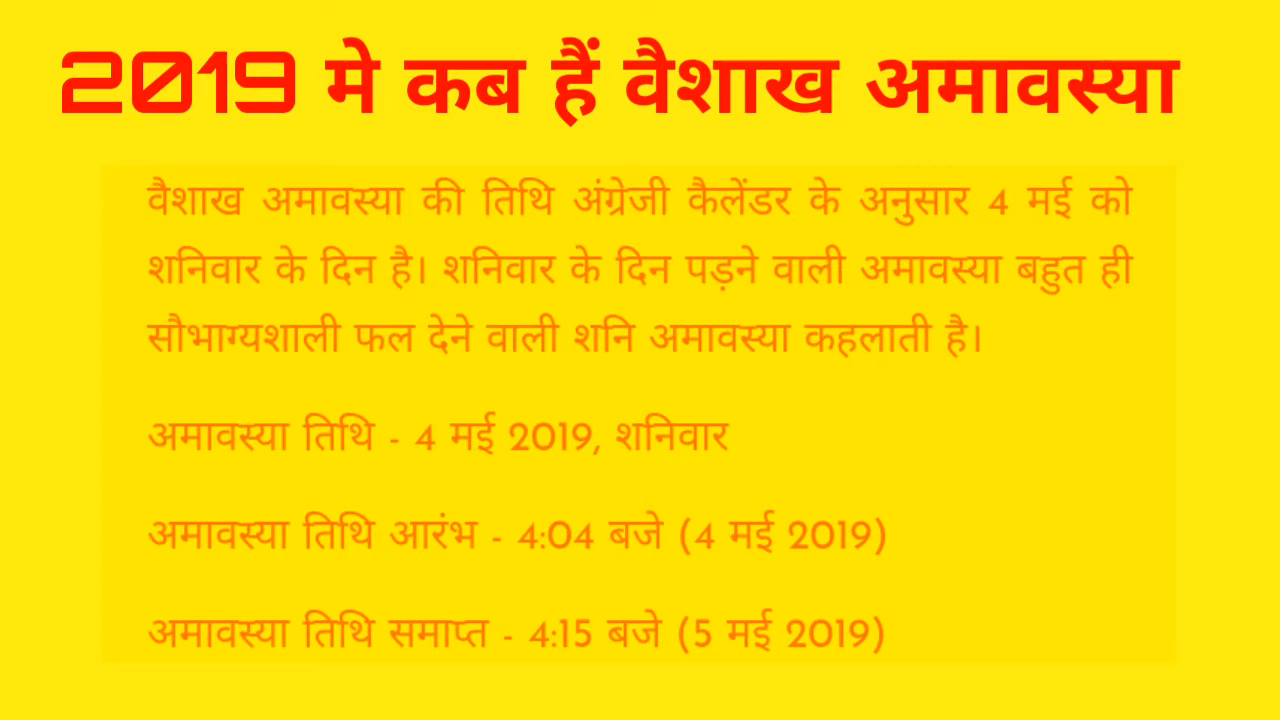 2019 मे कब हैं वैशाख अमावस्या
वैशाख अमावस्या की तिथि अंग्रेजी कैलेंडर के अनुसार 4 मई को
शनिवार के दिन है। शनिवार के दिन पड़ने वाली अमावस्या बहुत ही
सौभाग्यशाली फल देने वाली शनि अमावस्या कहलाती है।
अमावस्या तिथि - 4 मई 2019, शनिवार
अमावस्या तिथि आरंभ - 4:04 बजे (4 मई 2019)
अमावस्या तिथि समाप्त - 4:15 बजे (5 मई 2019)